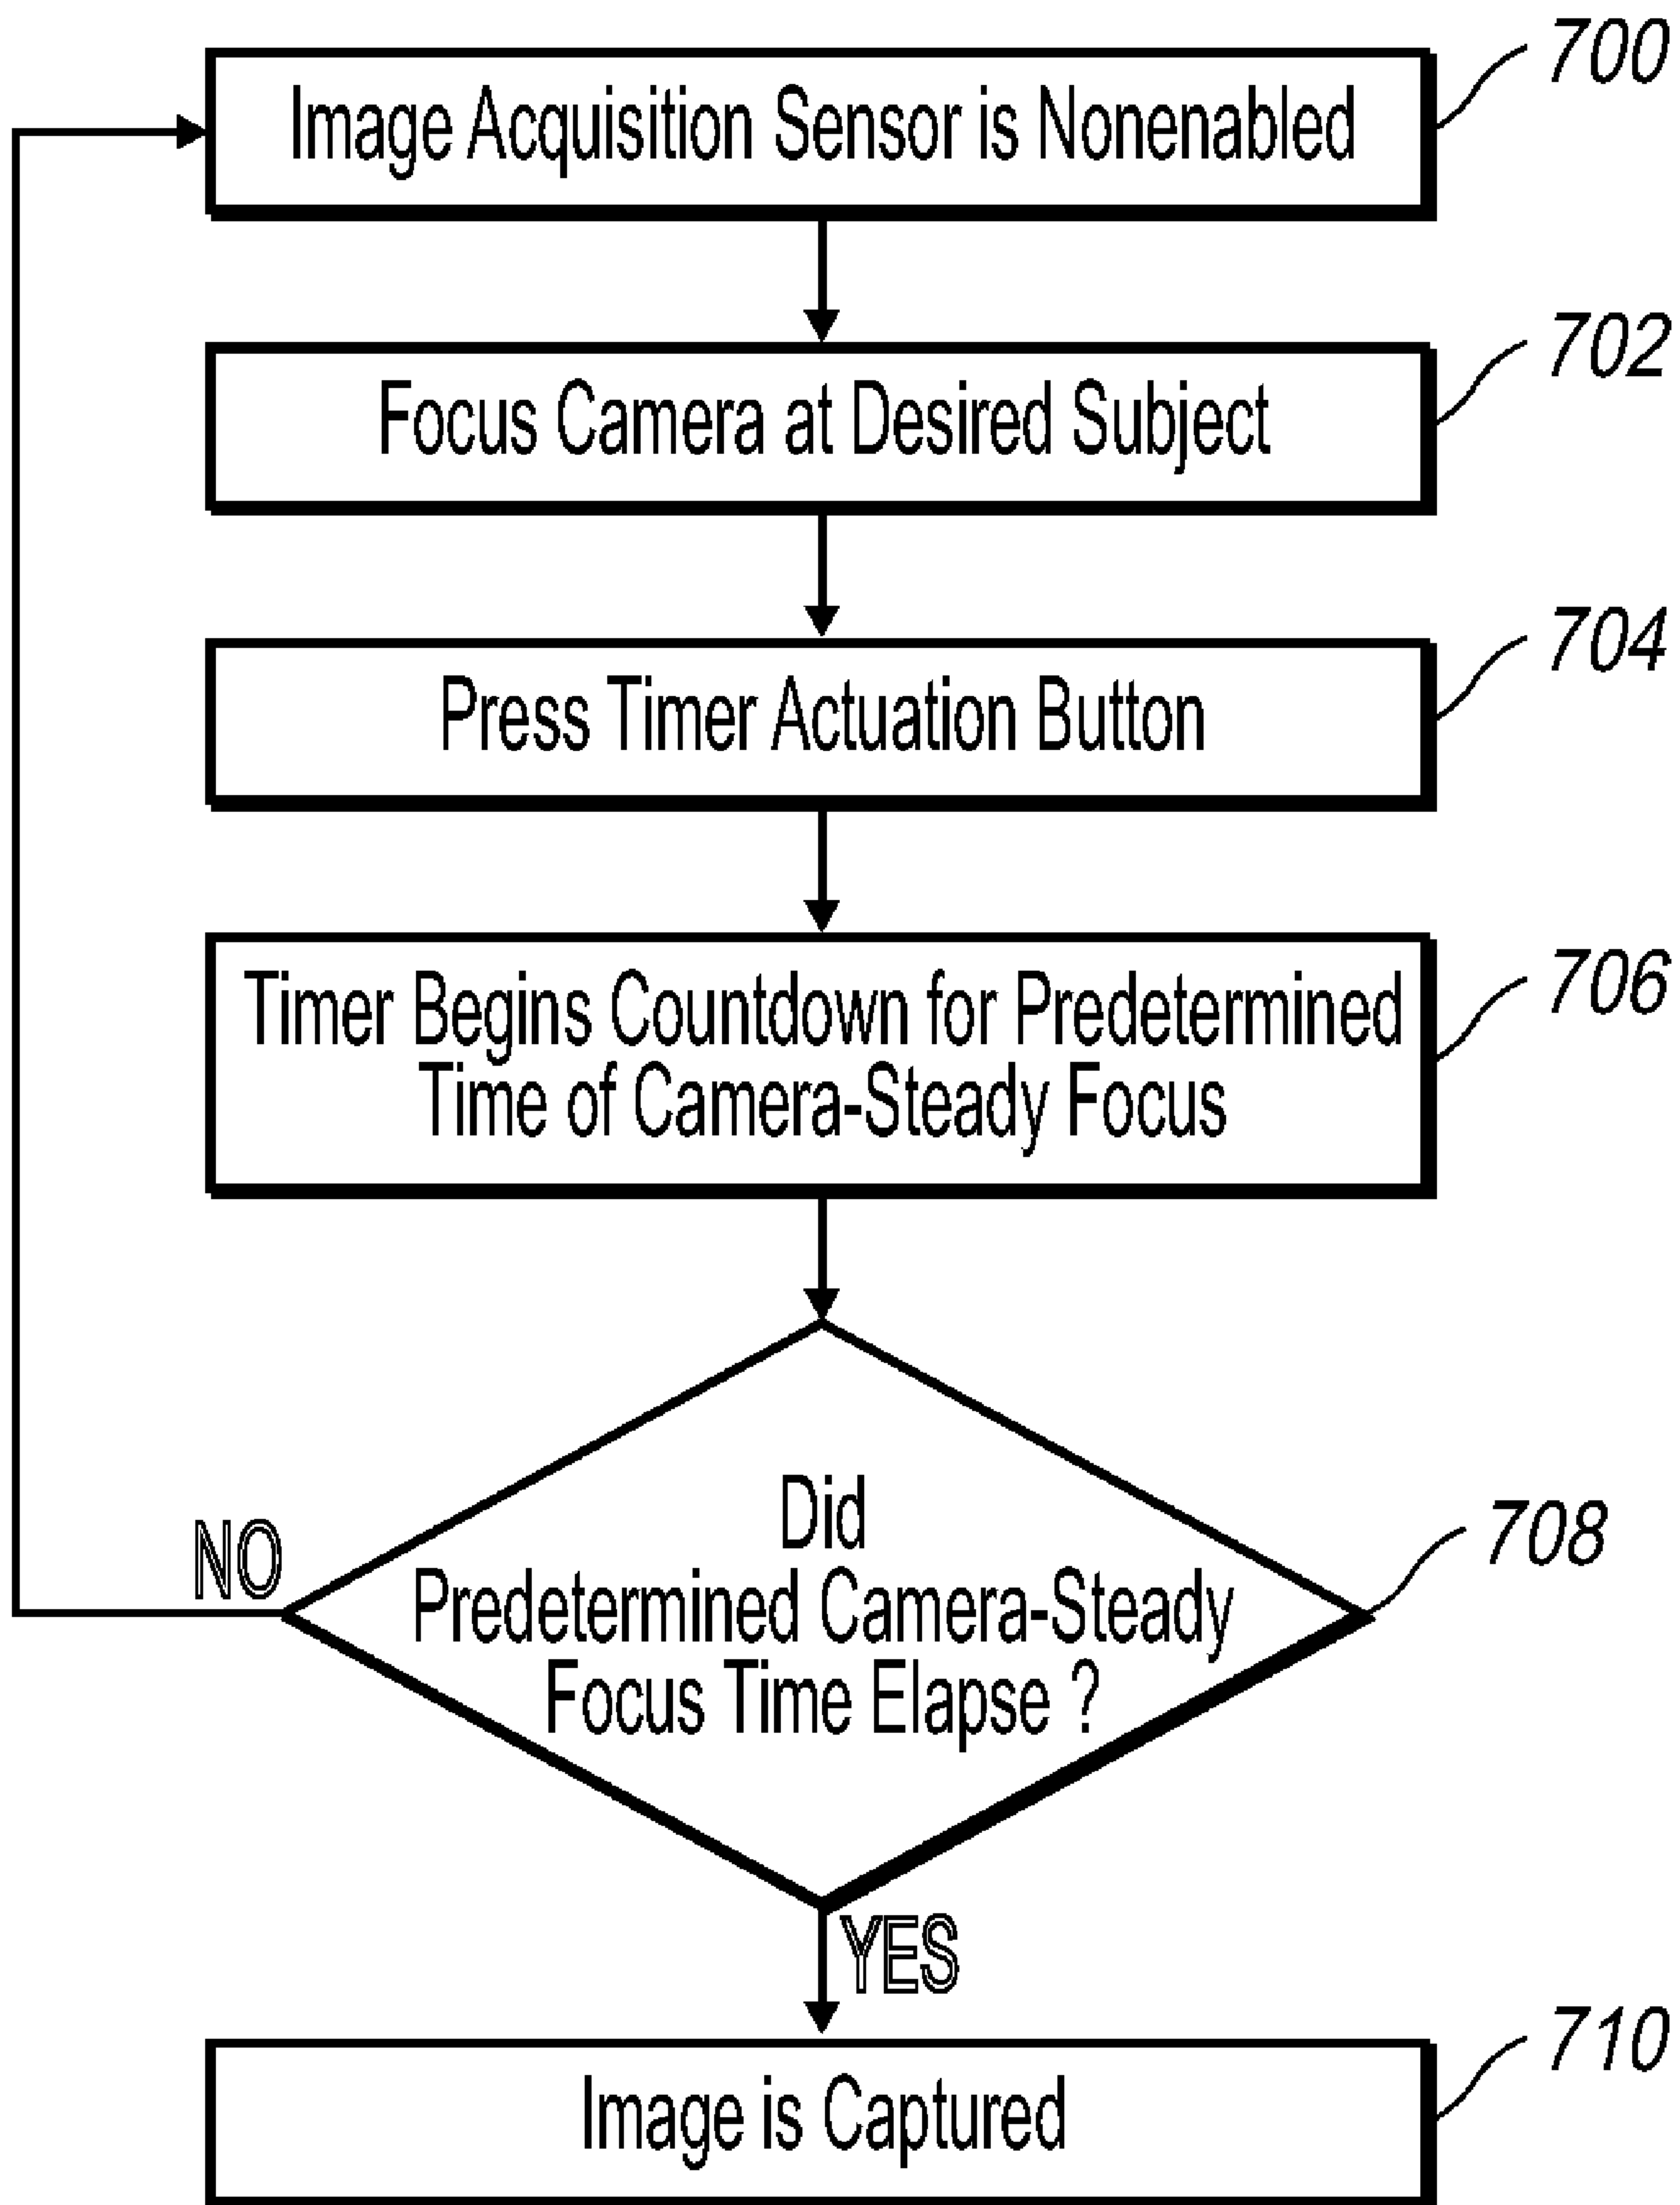 700
Image Acquisition Sensor is Nonenabled
702
Focus Camera at Desired Subject
704
Press Timer Actuation Button
706
Timer Begins Countdown for Predetermined
Time of Camera-Steady Focus
708
Did
Predetermined Camera-Steady
Focus Time Elapse ?
NO
YES
710
Image is Captured